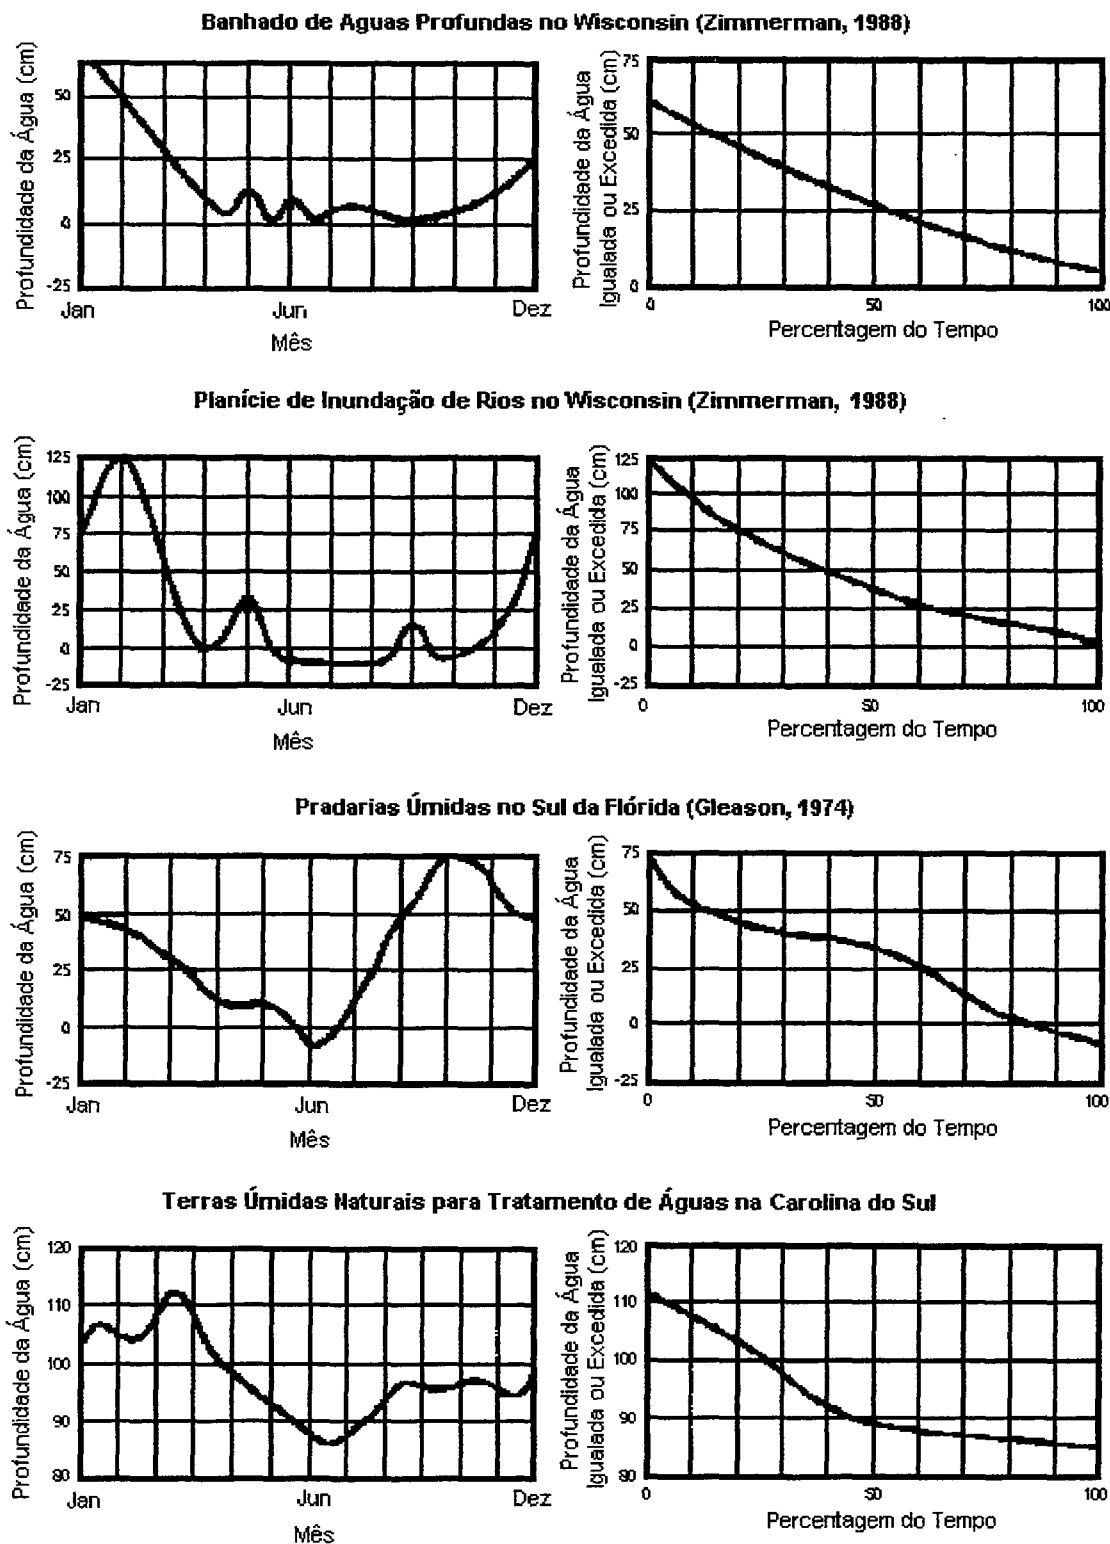 Banhado de Aguas Profundas no Wisconsin (Zimmerman, 1988)
Profundidade da Água (cm)
50
25
0
-25
Jan
Jun
Dez
Mês
Profundidade da Água
Igualada ou Excedida (cm)
75
50
25
0
0
50
100
Percentagem do Tempo
Planície de Inundação de Rios no Wisconsin (Zimmerman, 1988)
Profundidade da Água (cm)
125
100
75
50
25
0
-25
Jan
Jun
Dez
Mês
Profundidade da Água
Igualada ou Excedida (cm)
125
100
75
50
25
0
-25
0
50
100
Percentagem do Tempo
Pradarias Úmidas no Sul da Flórida (Gleason, 1974)
Profundidade da Água (cm)
75
50
25
0
-25
Jan
Jun
Dez
Mês
Profundidade da Água
Igualada ou Excedida (cm)
75
50
25
0
-25
0
50
100
Percentagem do Tempo
Terras Úmidas Naturais para Tratamento de Águas na Carolina do Sul
Profundidade da Água (cm)
120
110
100
90
80
Jan
Jun
Dez
Mês
Profundidade da Água
Igualada ou Excedida (cm)
120
110
100
90
80
0
50
100
Percentagem do Tempo